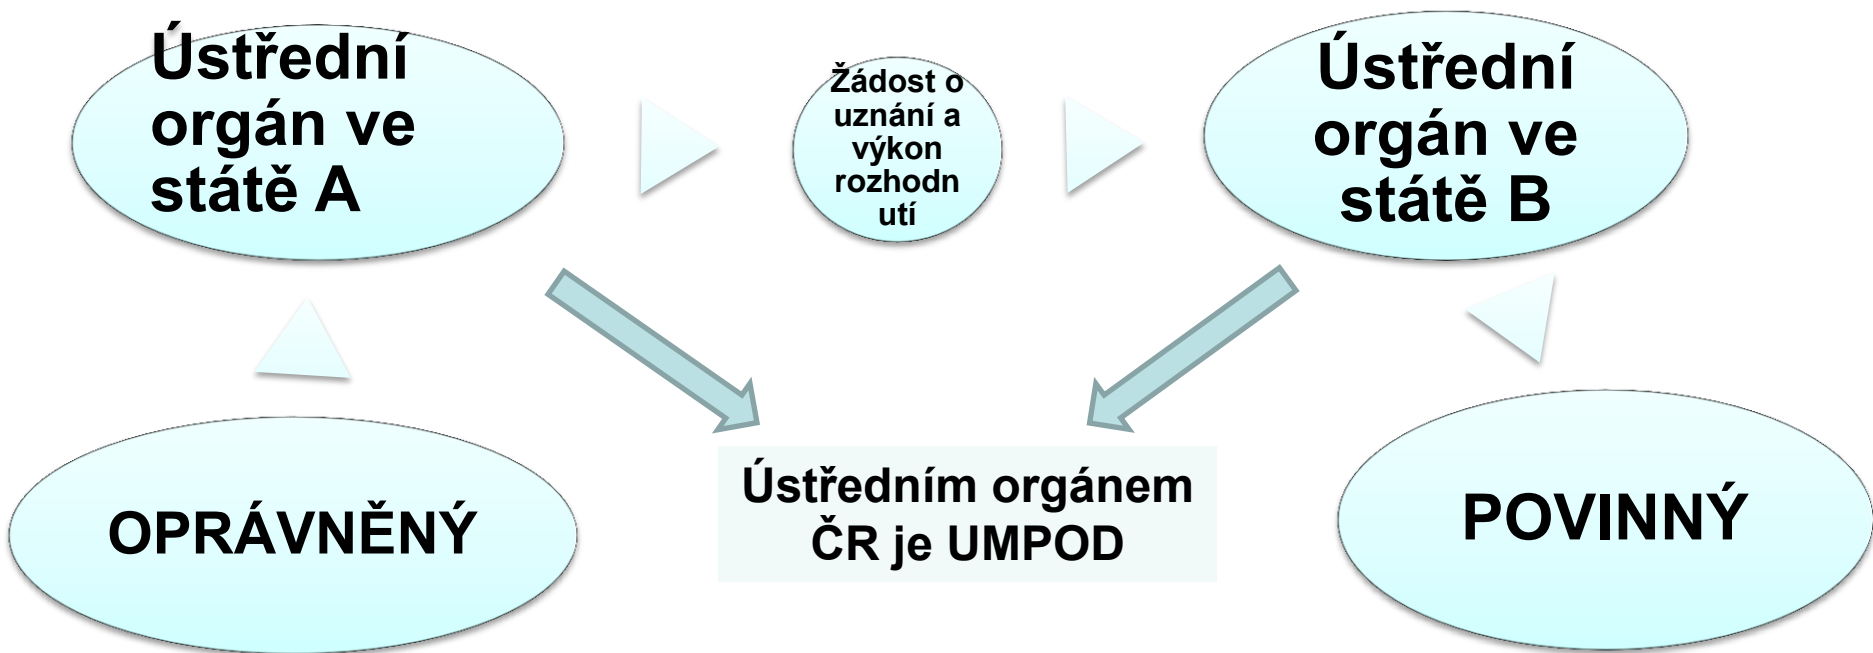 Ústřední
orgán ve
státě A
Žádost o
uznání a
výkon
rozhodn
utí
Ústřední
orgán ve
státě B
OPRÁVNĚNÝ
Ústředním orgánem
ČR je UMPOD
POVINNÝ